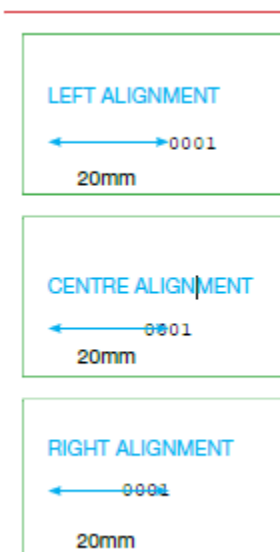 LEFT ALIGNMENT
0001
20mm
CENTRE ALIGNMENT
0001
20mm
RIGHT ALIGNMENT
0001
20mm